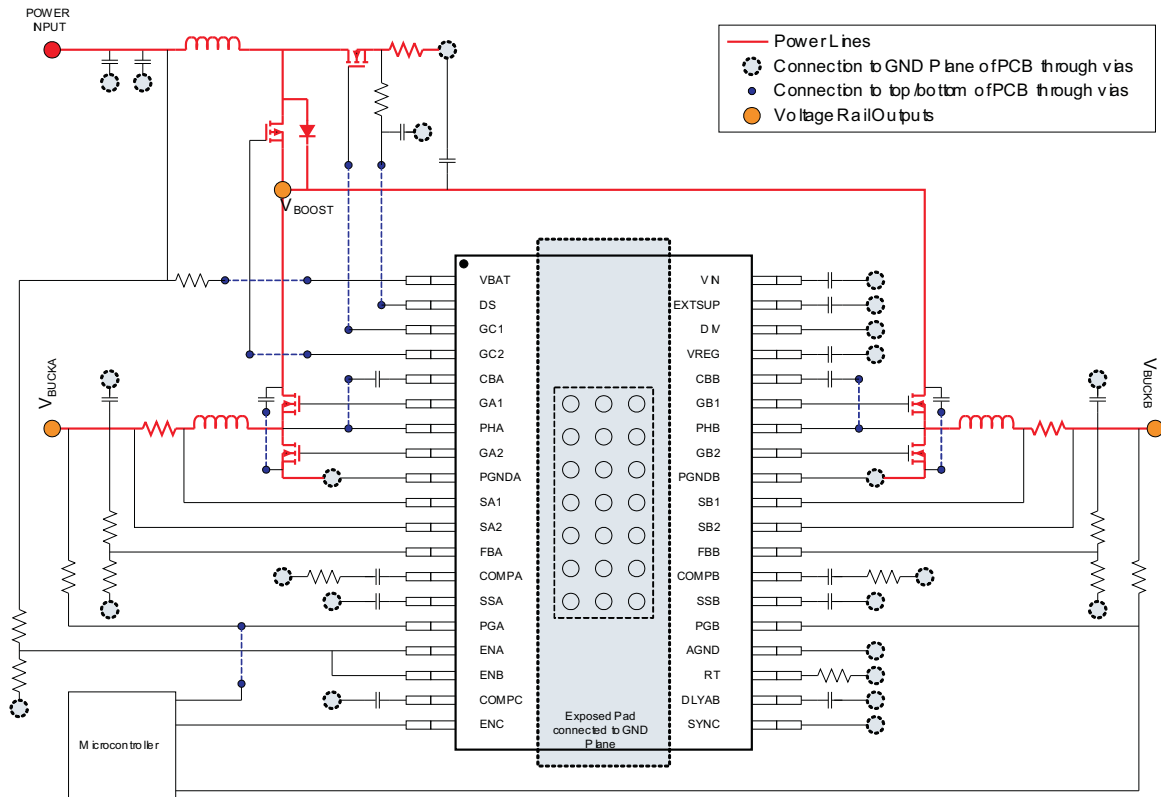 POWER
INPUT
Power Lines
Connection to GND Plane of PCB through vias
Connection to top/bottom of PCB through vias
Voltage Rail Outputs
VBOOST
VBUCKA
VBUCKB
VBAT
DS
GC1
GC2
CBA
GA1
PHA
GA2
PGNDA
SA1
SA2
FBA
COMPA
SSA
PGA
ENA
ENB
COMPC
ENC
VIN
EXTSUP
DIV
VREG
CBB
GB1
PHB
GB2
PGNDB
SB1
SB2
FBB
COMPB
SSB
PGB
AGND
RT
DLYAB
SYNC
Exposed Pad
connected to GND
Plane
Microcontroller